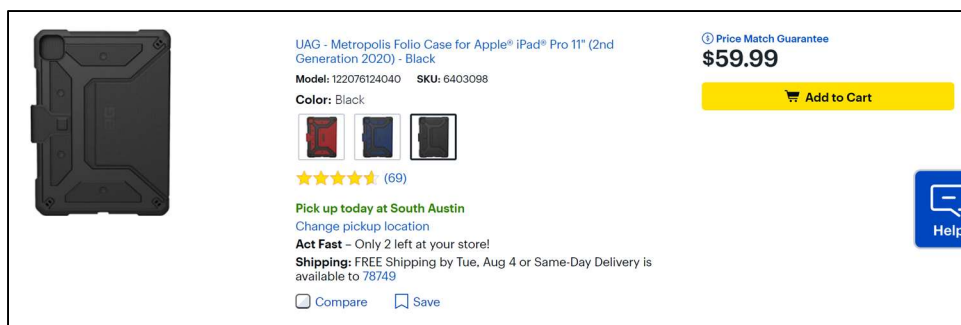 UAG - Metropolis Folio Case for Apple® iPad® Pro 11" (2nd
Generation 2020) - Black
Model: 122076124040 SKU: 6403098
Color: Black
(69)
Pick up today at South Austin
Change pickup location
Act Fast – Only 2 left at your store!
Shipping: FREE Shipping by Tue, Aug 4 or Same-Day Delivery is
available to 78749
Compare Save
Price Match Guarantee
$59.99
Add to Cart
Help